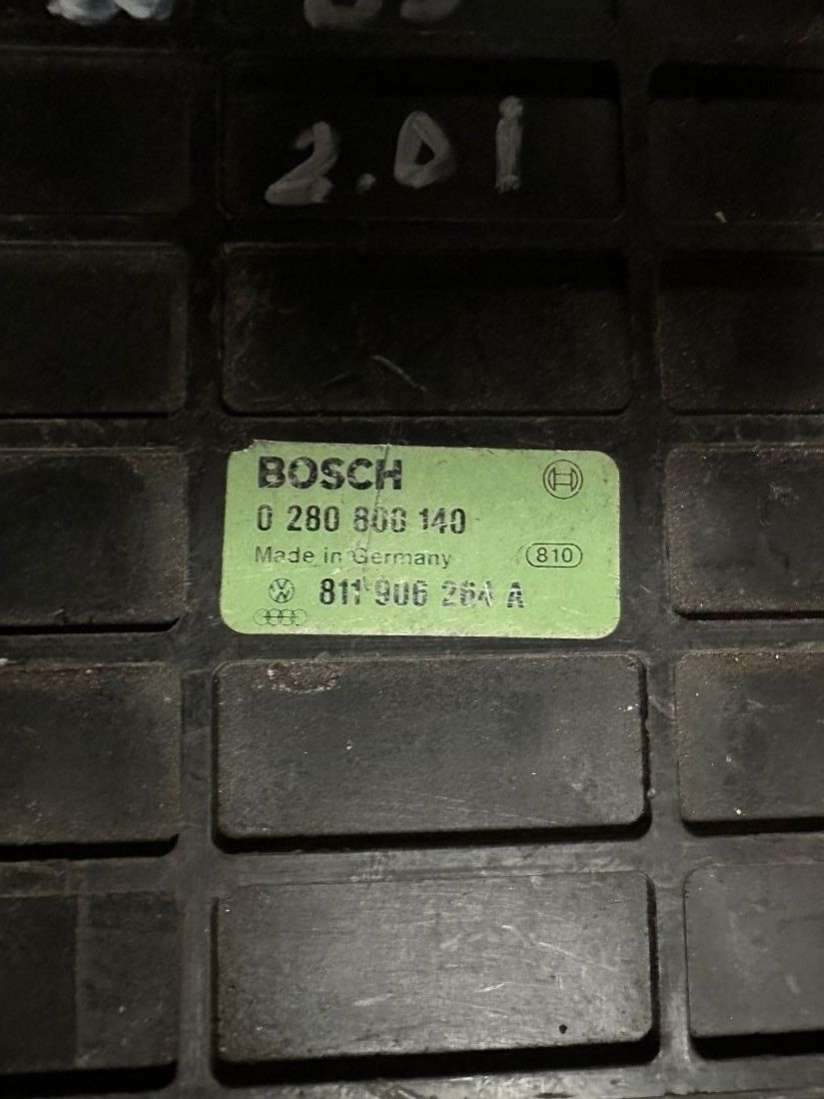 2.0i
BOSCH
0 280 800 140
Made in Germany 810
811 906 264 A